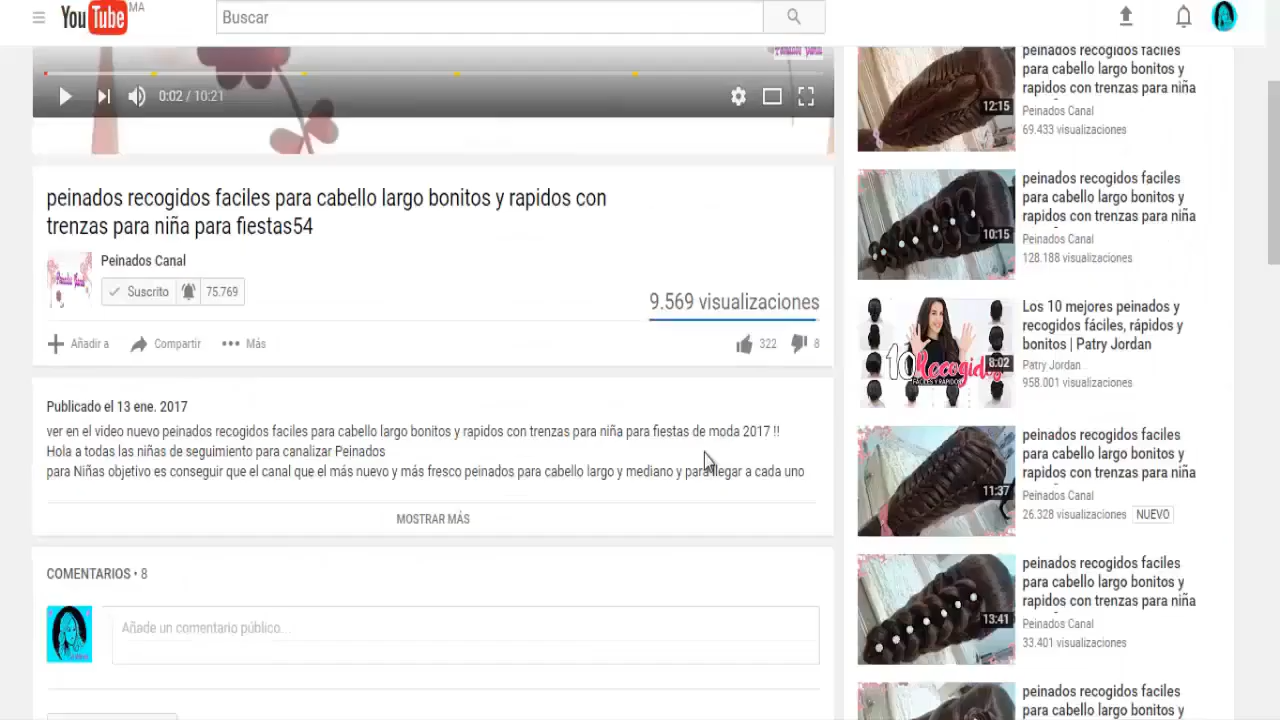 YouTube MA
Buscar
0:02 / 10:21
peinados recogidos faciles para cabello largo bonitos y rapidos con
trenzas para niña para fiestas54
Peinados Canal
Suscrito 75.769
9.569 visualizaciones
Añadir a Compartir Más
322 8
Publicado el 13 ene. 2017
ver en el video nuevo peinados recogidos faciles para cabello largo bonitos y rapidos con trenzas para niña para fiestas de moda 2017 !!
Hola a todas las niñas de seguimiento para canalizar Peinados
para Niñas objetivo es conseguir que el canal que el más nuevo y más fresco peinados para cabello largo y mediano y para llegar a cada uno
MOSTRAR MÁS
COMENTARIOS • 8
Añade un comentario público...
peinados recogidos faciles
para cabello largo bonitos y
rapidos con trenzas para niña
12:15
Peinados Canal
69.433 visualizaciones
peinados recogidos faciles
para cabello largo bonitos y
rapidos con trenzas para niña
10:15
Peinados Canal
128.188 visualizaciones
Los 10 mejores peinados y
recogidos fáciles, rápidos y
bonitos | Patry Jordan
10 Recogidos
FÁCILES Y RÁPIDOS
8:02
Patry Jordan
958.001 visualizaciones
peinados recogidos faciles
para cabello largo bonitos y
rapidos con trenzas para niña
11:37
Peinados Canal
26.328 visualizaciones NUEVO
peinados recogidos faciles
para cabello largo bonitos y
rapidos con trenzas para niña
13:41
Peinados Canal
33.401 visualizaciones
peinados recogidos faciles
para cabello largo bonitos y